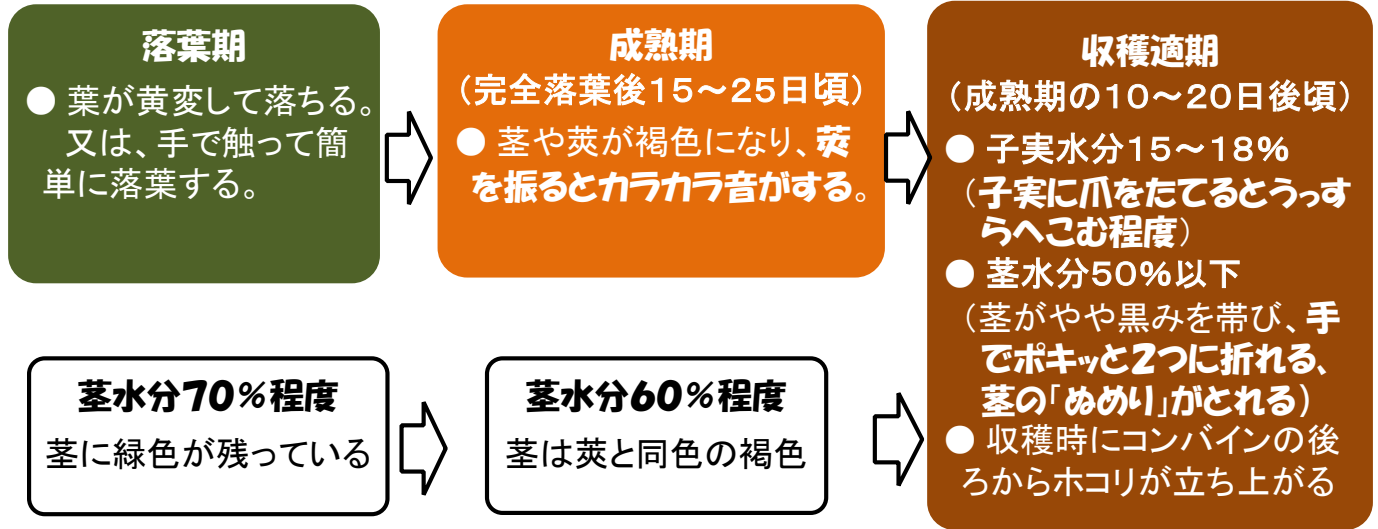 落葉期
● 葉が黄変して落ちる。
又は、手で触って簡
単に落葉する。
成熟期
（完全落葉後15～25日頃）
● 茎や莢が褐色になり、莢
を振るとカラカラ音がする。
収穫適期
（成熟期の10～20日後頃）
● 子実水分15～18%
（子実に爪をたてるとうっす
らへこむ程度）
● 茎水分50%以下
（茎がやや黒みを帯び、手
でポキッと2つに折れる、
茎の「ぬめり」がとれる）
● 収穫時にコンバインの後
ろからホコリが立ち上がる
茎水分70%程度
茎に緑色が残っている
茎水分60%程度
茎は莢と同色の褐色